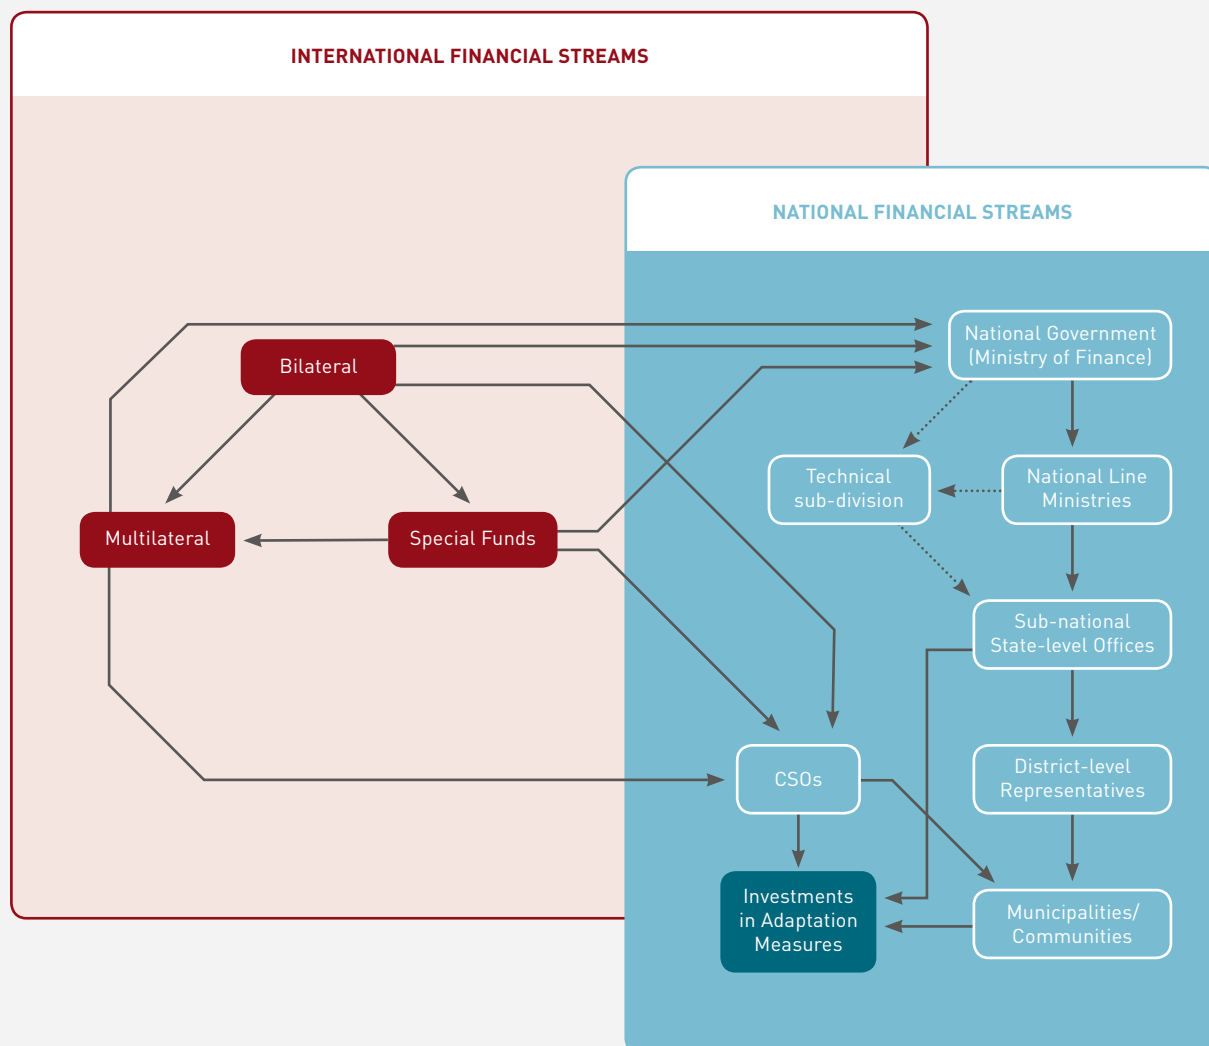 INTERNATIONAL FINANCIAL STREAMS
NATIONAL FINANCIAL STREAMS
National Government
(Ministry of Finance)
Bilateral
Technical
sub-division
National Line
Ministries
Multilateral
Special Funds
Sub-national
State-level Offices
CSOs
District-level
Representatives
Investments
in Adaptation
Measures
Municipalities/
Communities